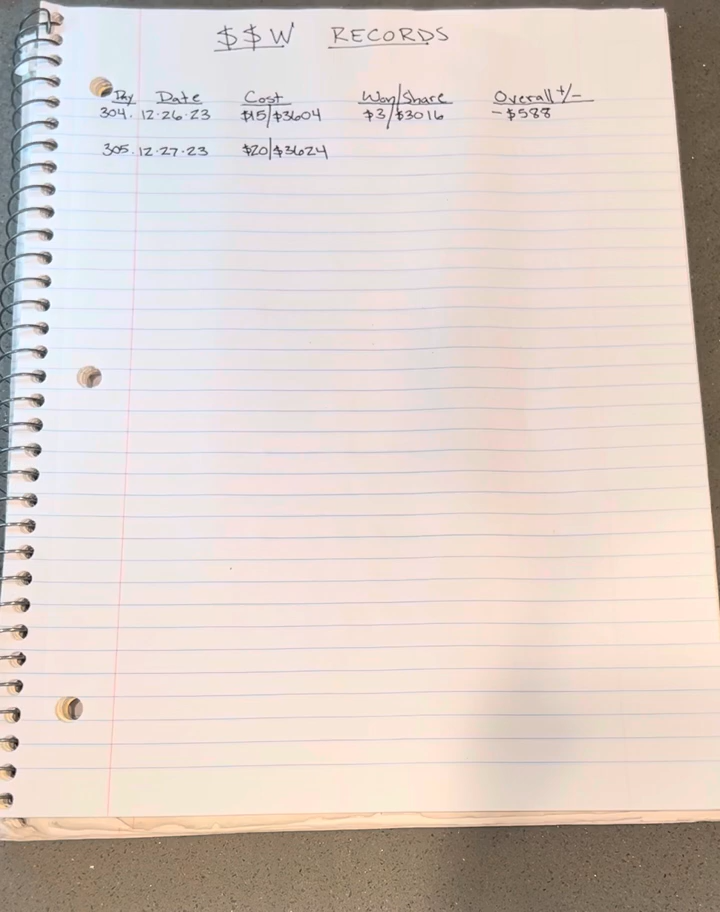 $$W RECORDS
Day Date Cost Won/Share Overall +/-
304. 12.26.23 $15/$3604 $3/$3016 -$588
305. 12.27.23 $20/$3624